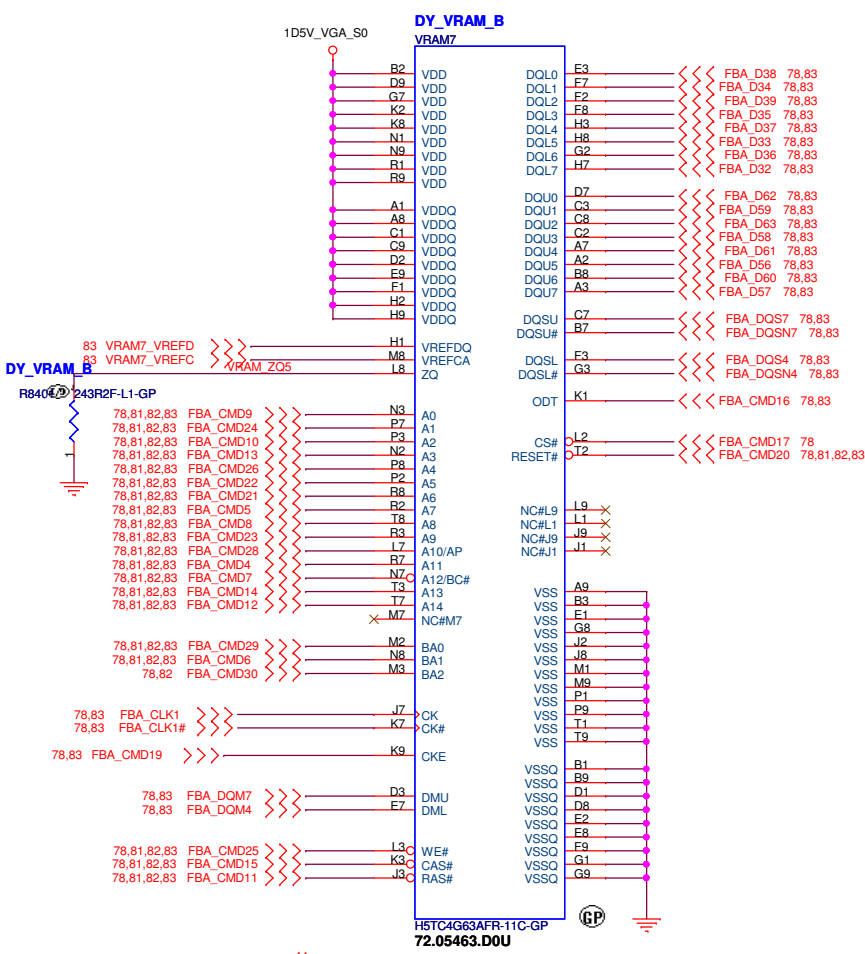 DY_VRAM_B
1D5V_VGA_S0
VRAM7
B2 VDD DQL0 E3 FBA_D38 78,83
D9 VDD DQL1 F7 FBA_D34 78,83
G7 VDD DQL2 F2 FBA_D39 78,83
K2 VDD DQL3 F8 FBA_D35 78,83
K8 VDD DQL4 H3 FBA_D37 78,83
N1 VDD DQL5 H8 FBA_D33 78,83
N9 VDD DQL6 G2 FBA_D36 78,83
R1 VDD DQL7 H7 FBA_D32 78,83
R9 VDD
DQU0 D7 FBA_D62 78,83
A1 VDDQ DQU1 C3 FBA_D59 78,83
A8 VDDQ DQU2 C8 FBA_D63 78,83
C1 VDDQ DQU3 C2 FBA_D58 78,83
C9 VDDQ DQU4 A7 FBA_D61 78,83
D2 VDDQ DQU5 A2 FBA_D56 78,83
E9 VDDQ DQU6 B8 FBA_D60 78,83
F1 VDDQ DQU7 A3 FBA_D57 78,83
H2 VDDQ
H9 VDDQ DQSU C7 FBA_DQS7 78,83
DQSU# B7 FBA_DQSN7 78,83
83 VRAM7_VREFD H1 VREFDQ
83 VRAM7_VREFC M8 VREFCA DQSL F3 FBA_DQS4 78,83
DY_VRAM_B VRAM_ZQ5 L8 ZQ DQSL# G3 FBA_DQSN4 78,83
243R2F-L1-GP
ODT K1 FBA_CMD16 78,83
78,81,82,83 FBA_CMD9 N3 A0
78,81,82,83 FBA_CMD24 P7 A1
78,81,82,83 FBA_CMD10 P3 A2 CS# L2 FBA_CMD17 78
78,81,82,83 FBA_CMD13 N2 A3 RESET# T2 FBA_CMD20 78,81,82,83
1
78,81,82,83 FBA_CMD26 P8 A4
78,81,82,83 FBA_CMD22 P2 A5
78,81,82,83 FBA_CMD21 R8 A6
78,81,82,83 FBA_CMD5 R2 A7 NC#L9 L9
78,81,82,83 FBA_CMD8 T8 A8 NC#L1 L1
78,81,82,83 FBA_CMD23 R3 A9 NC#J9 J9
78,81,82,83 FBA_CMD28 L7 A10/AP NC#J1 J1
78,81,82,83 FBA_CMD4 R7 A11
78,81,82,83 FBA_CMD7 N7 A12/BC#
78,81,82,83 FBA_CMD14 T3 A13 VSS A9
78,81,82,83 FBA_CMD12 T7 A14 VSS B3
M7 NC#M7 VSS E1
VSS G8
78,81,82,83 FBA_CMD29 M2 BA0 VSS J2
78,81,82,83 FBA_CMD6 N8 BA1 VSS J8
78,82 FBA_CMD30 M3 BA2 VSS M1
VSS M9
VSS P1
78,83 FBA_CLK1 J7 CK VSS P9
78,83 FBA_CLK1# K7 CK# VSS T1
VSS T9
78,83 FBA_CMD19 K9 CKE
VSSQ B1
VSSQ B9
78,83 FBA_DQM7 D3 DMU VSSQ D1
78,83 FBA_DQM4 E7 DML VSSQ D8
VSSQ E2
VSSQ E8
78,81,82,83 FBA_CMD25 L3 WE# VSSQ F9
78,81,82,83 FBA_CMD15 K3 CAS# VSSQ G1
78,81,82,83 FBA_CMD11 J3 RAS# VSSQ G9
GP
H5TC4G63AFR-11C-GP
72.05463.D0U